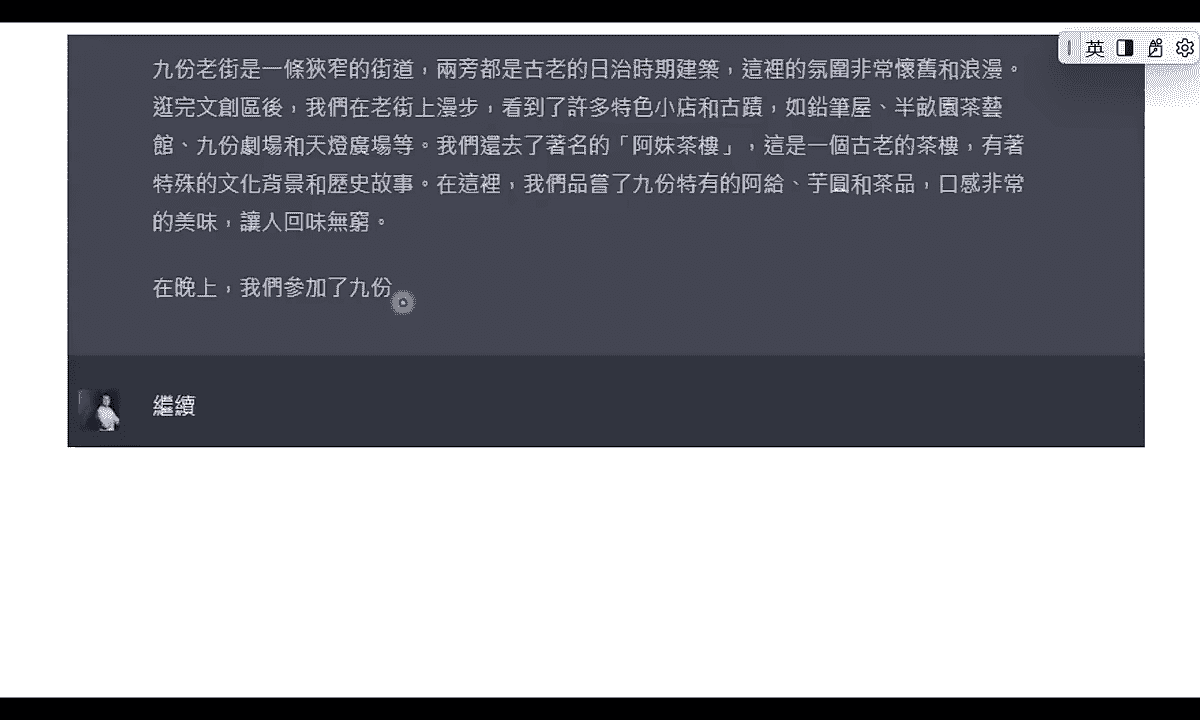 英
九份老街是一條狹窄的街道，兩旁都是古老的日治時期建築，這裡的氛圍非常懷舊和浪漫。
逛完文創區後，我們在老街上漫步，看到了許多特色小店和古蹟，如鉛筆屋、半畝園茶藝
館、九份劇場和天燈廣場等。我們還去了著名的「阿妹茶樓」，這是一個古老的茶樓，有著
特殊的文化背景和歷史故事。在這裡，我們品嘗了九份特有的阿給、芋圓和茶品，口感非常
的美味，讓人回味無窮。
在晚上，我們參加了九份
繼續